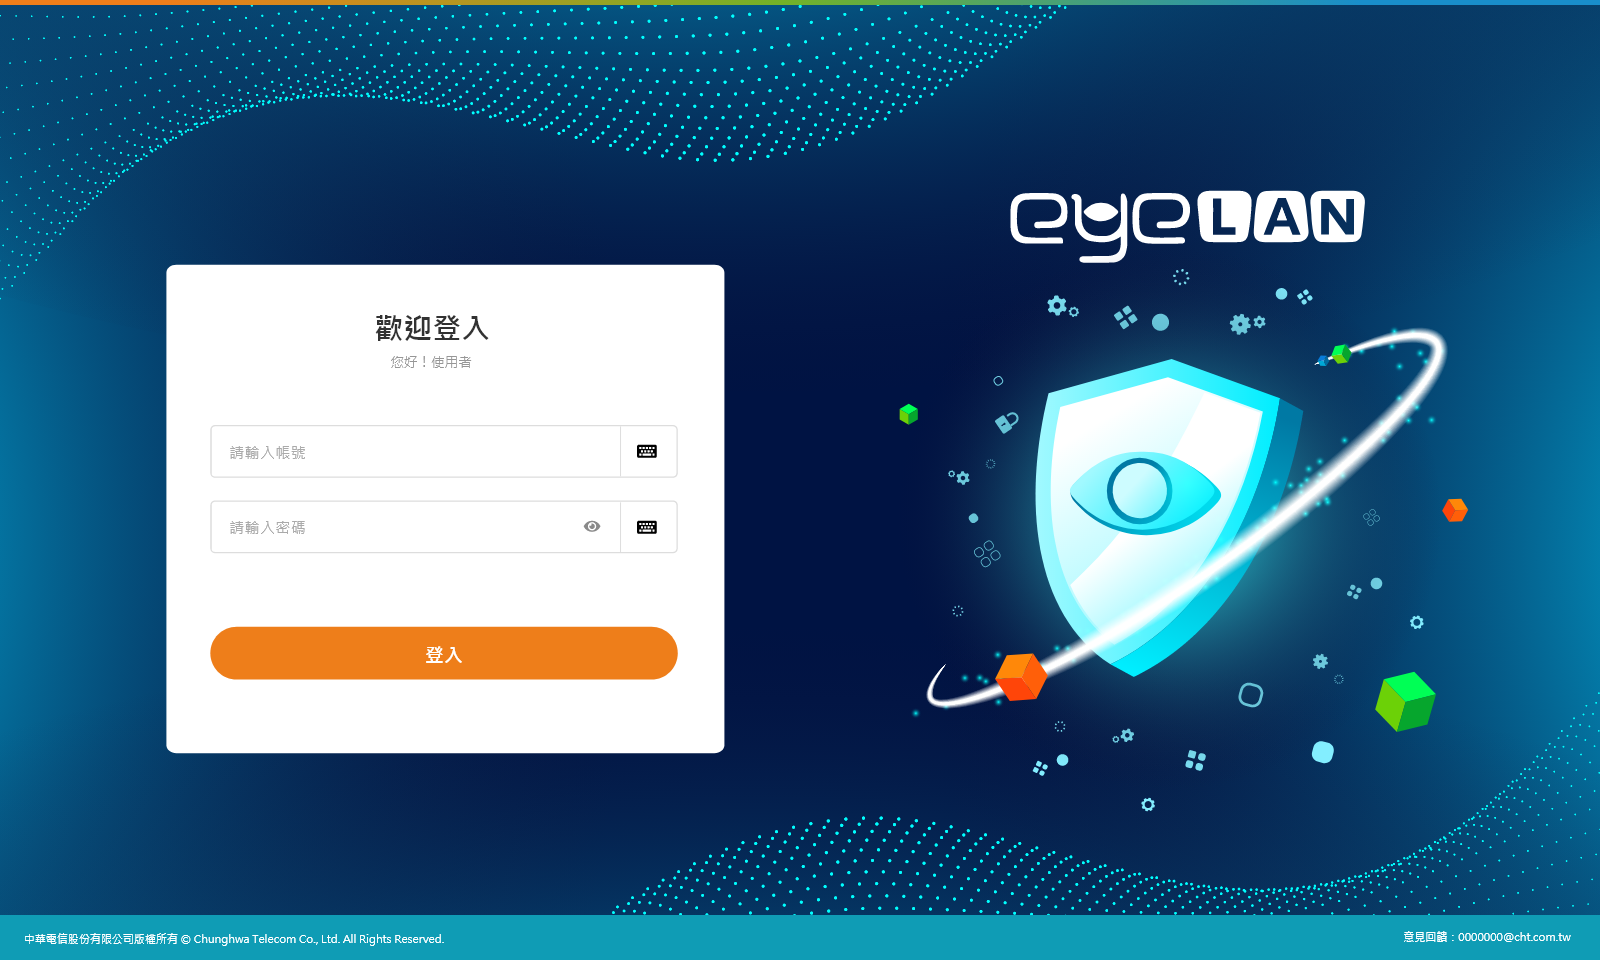 eyeLAN
歡迎登入
您好！使用者
請輸入帳號
請輸入密碼
登入
中華電信股份有限公司版權所有 © Chunghwa Telecom Co., Ltd. All Rights Reserved.
意見回饋：0000000@cht.com.tw